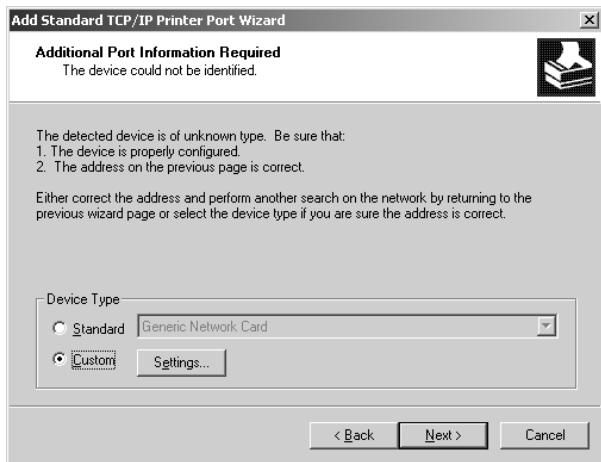 Add Standard TCP/IP Printer Port Wizard
Additional Port Information Required
The device could not be identified.
The detected device is of unknown type.  Be sure that:
1. The device is properly configured.
2.  The address on the previous page is correct.
Either correct the address and perform another search on the network by returning to the
previous wizard page or select the device type if you are sure the address is correct.
Device Type
Standard
Generic Network Card
Custom
Settings...
< Back
Next >
Cancel